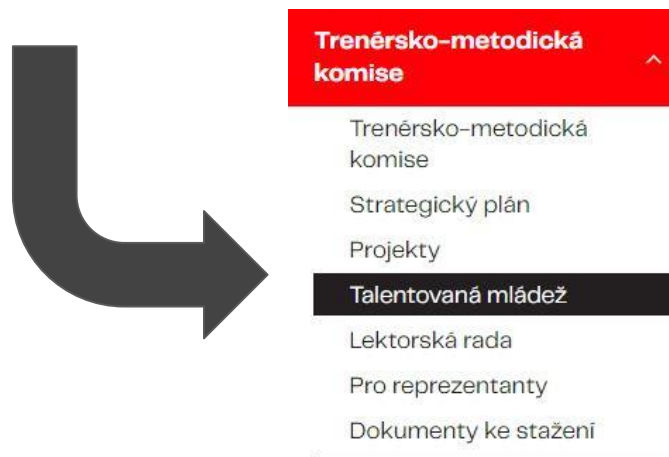 Trenérsko-metodická
komise
Trenérsko-metodická
komise
Strategický plán
Projekty
Talentovaná mládež
Lektorská rada
Pro reprezentanty
Dokumenty ke stažení